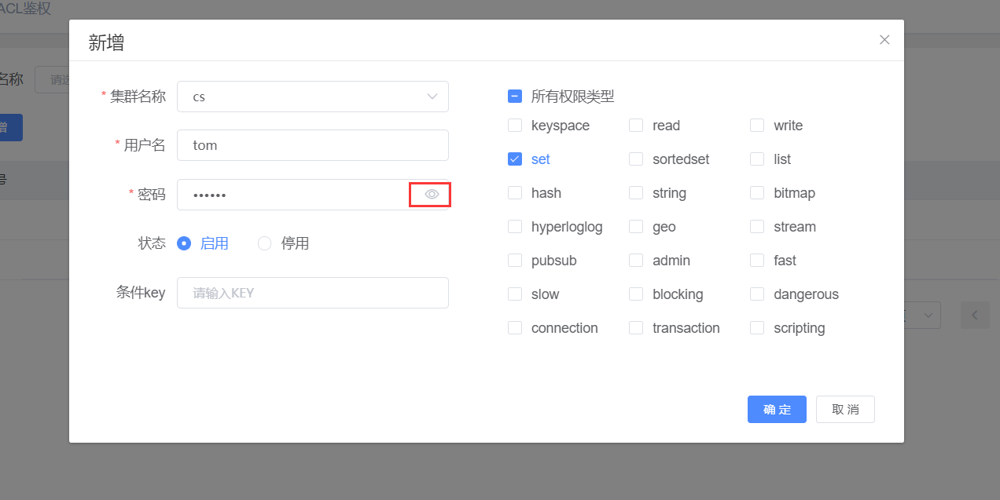 ACL鉴权
新增
名称
增
号
* 集群名称 cs
* 用户名 tom
* 密码 ••••••
状态 启用 停用
条件key 请输入KEY
所有权限类型
keyspace read write
set sortedset list
hash string bitmap
hyperloglog geo stream
pubsub admin fast
slow blocking dangerous
connection transaction scripting
确 定 取 消